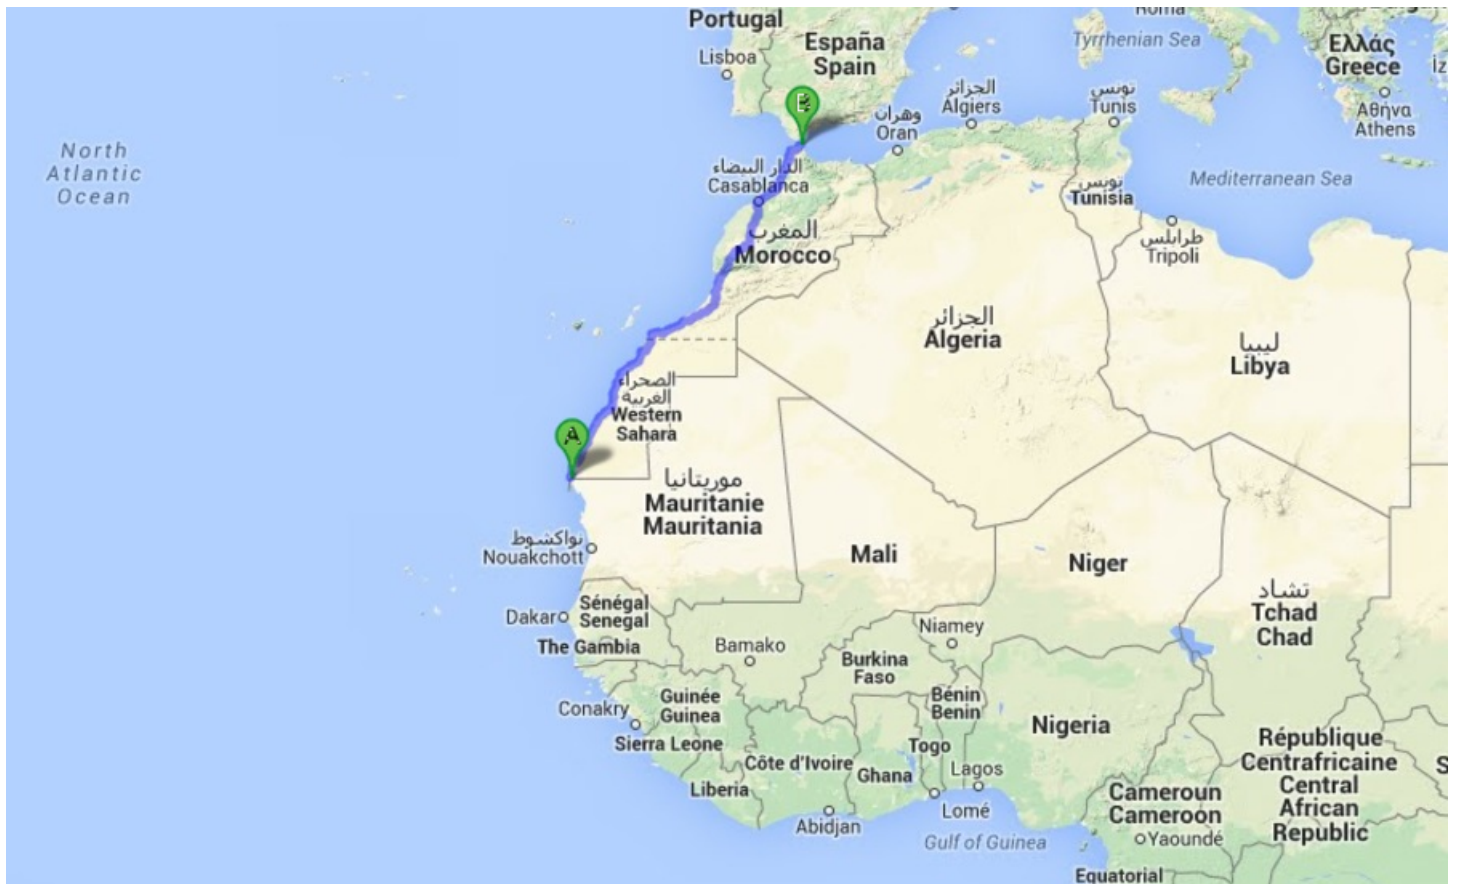 Portugal
España
Spain
Lisboa
Roma
Tyrrhenian Sea
Ελλάς
Greece
Αθήνα
Athens
الجزائر
Algiers
تونس
Tunis
وهران
Oran
North
Atlantic
Ocean
الدار البيضاء
Casablanca
Mediterranean Sea
تونس
Tunisia
طرابلس
Tripoli
المغرب
Morocco
الجزائر
Algeria
ليبيا
Libya
الصحراء
الغربية
Western
Sahara
A
موريتانيا
Mauritanie
Mauritania
نواكشوط
Nouakchott
Mali
Niger
تشاد
Tchad
Chad
Dakar
Sénégal
Senegal
The Gambia
Bamako
Niamey
Burkina
Faso
Guinée
Guinea
Conakry
Bénin
Benin
Nigeria
Sierra Leone
Togo
Côte d'Ivoire
Ghana
Lagos
Liberia
Lomé
Abidjan
Gulf of Guinea
République
Centrafricaine
Central
African
Republic
Cameroun
Cameroon
Yaoundé
Equatorial